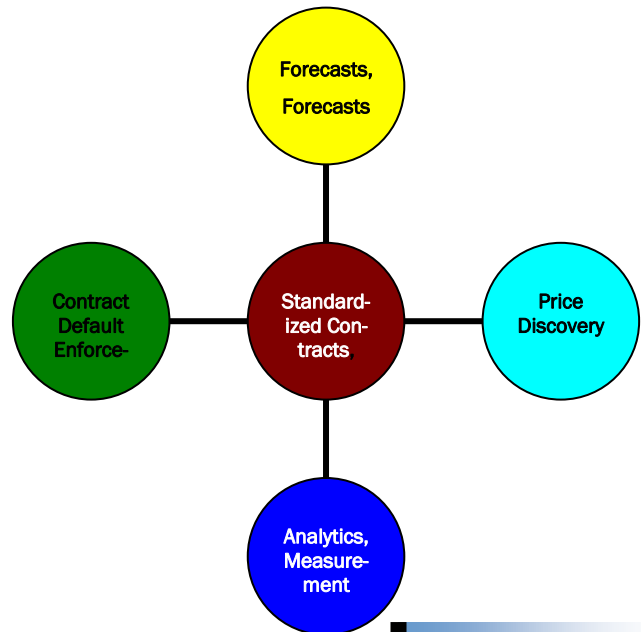 Forecasts,
Forecasts
Contract
Default
Enforce-
Standard-
ized Con-
tracts,
Price
Discovery
Analytics,
Measure-
ment